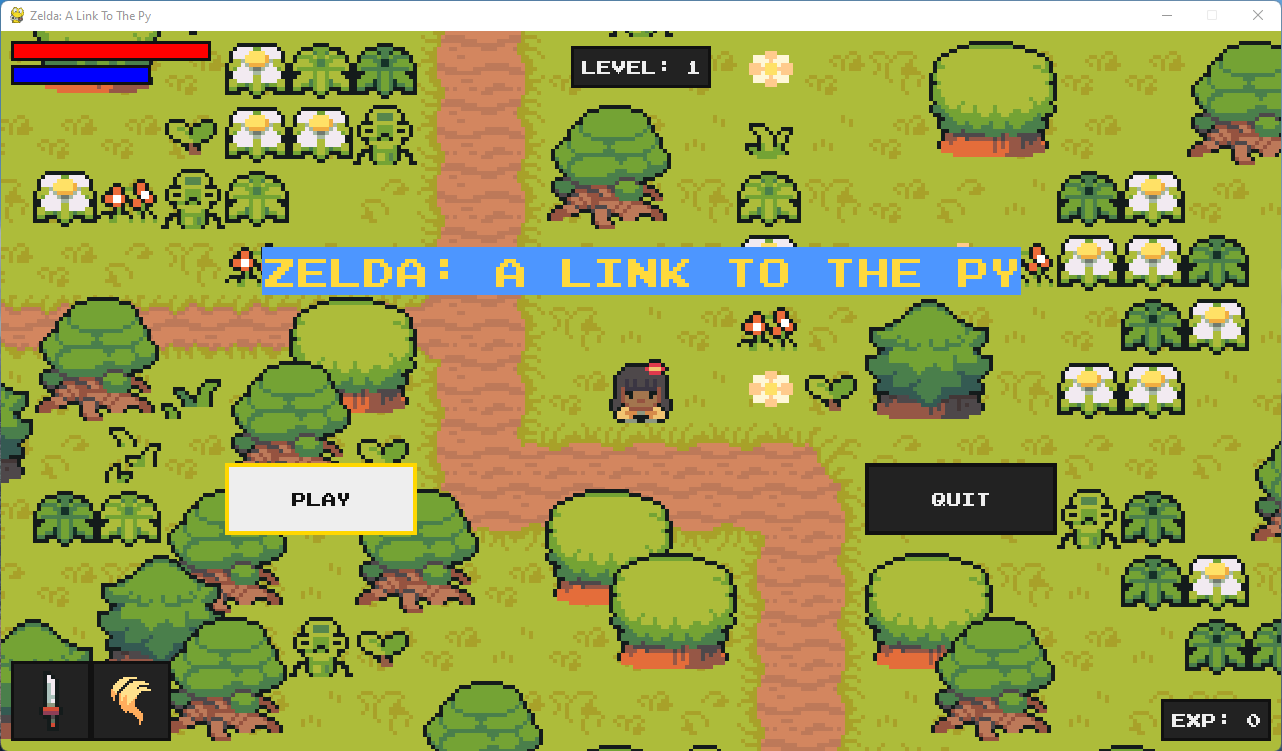 Zelda: A Link To The Py
LEVEL: 1
ZELDA: A LINK TO THE PY
PLAY
QUIT
EXP: 0